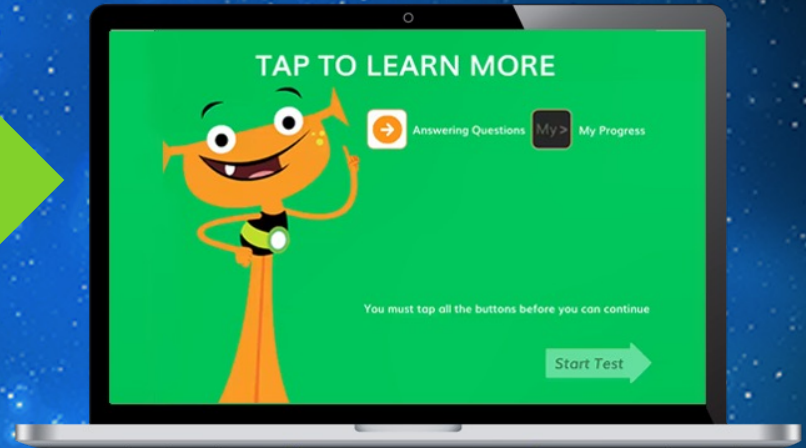 TAP TO LEARN MORE
Answering Questions My> My Progress
You must tap all the buttons before you can continue
Start Test